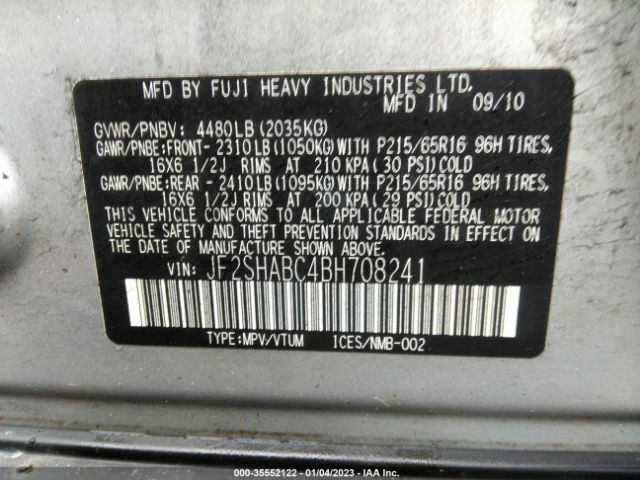 MFD BY FUJI HEAVY INDUSTRIES LTD.
MFD IN 09/10
GVWR/PNBV: 4480LB(2035KG)
GAWR/PNBE:FRONT-2310LB(1050KG)WITH P215/65R16 96H TIRES,
16X6 1/2J RIMS AT 210 KPA(30 PSI)COLD
GAWR/PNBE:REAR -2410LB(1095KG)WITH P215/65R16 96H TIRES,
16X6 1/2J RIMS AT 200 KPA(29 PSI)COLD
THIS VEHICLE CONFORMS TO ALL APPLICABLE FEDERAL MOTOR
VEHICLE SAFETY AND THEFT PREVENTION STANDARDS IN EFFECT
ON THE DATE OF MANUFACTURE SHOWN ABOVE.
VIN: JF2SHABC4BH708241
TYPE:MPV/VTUM ICES/NMB-002
000-35552122 - 01/04/2023 - IAA Inc.